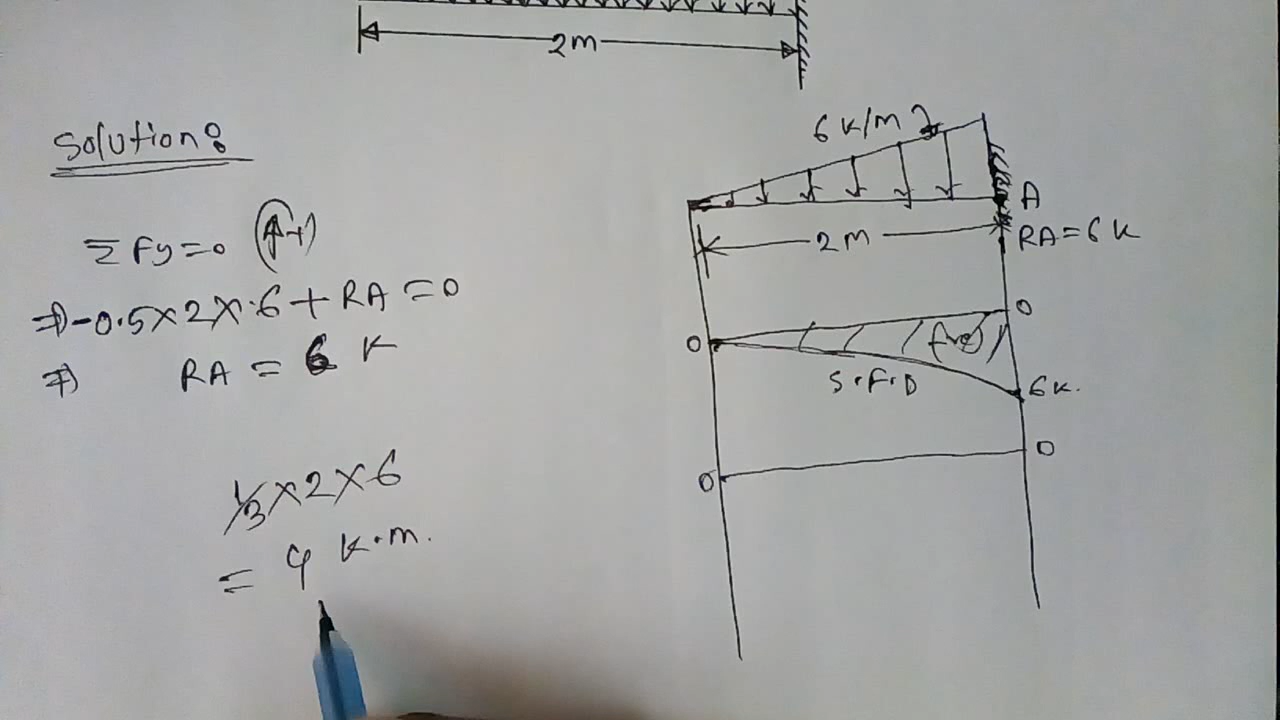 2m
Solution:
ΣFy=0 (↑+)
⇒ -0.5×2×6+RA=0
⇒ RA = 6 K
1/3×2×6
= 4 K.m.
6 K/m
A
2M
RA=6 K
0
0
(-ve)
S.F.D
6K.
0
0